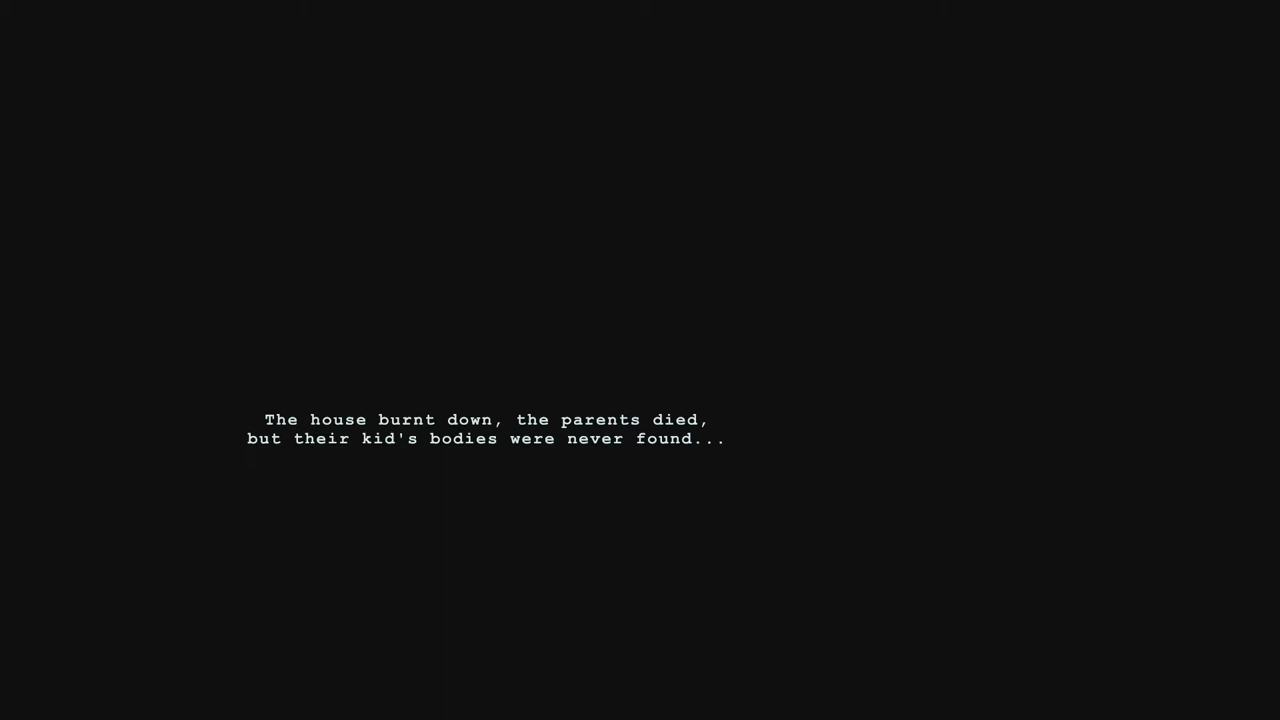 The house burnt down, the parents died,
but their kid's bodies were never found...